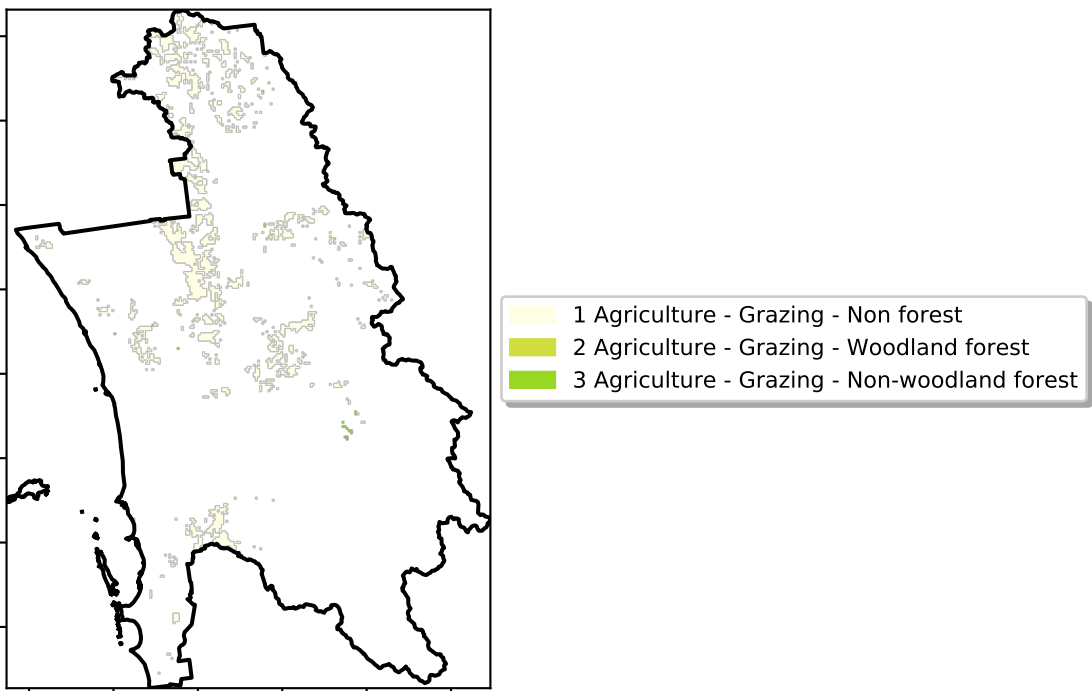 1 Agriculture - Grazing - Non forest
2 Agriculture - Grazing - Woodland forest
3 Agriculture - Grazing - Non-woodland forest